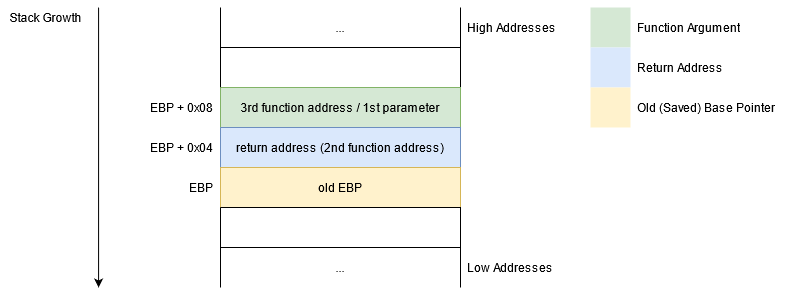 Stack Growth
...
High Addresses
Function Argument
Return Address
Old (Saved) Base Pointer
EBP + 0x08
3rd function address / 1st parameter
EBP + 0x04
return address (2nd function address)
EBP
old EBP
...
Low Addresses